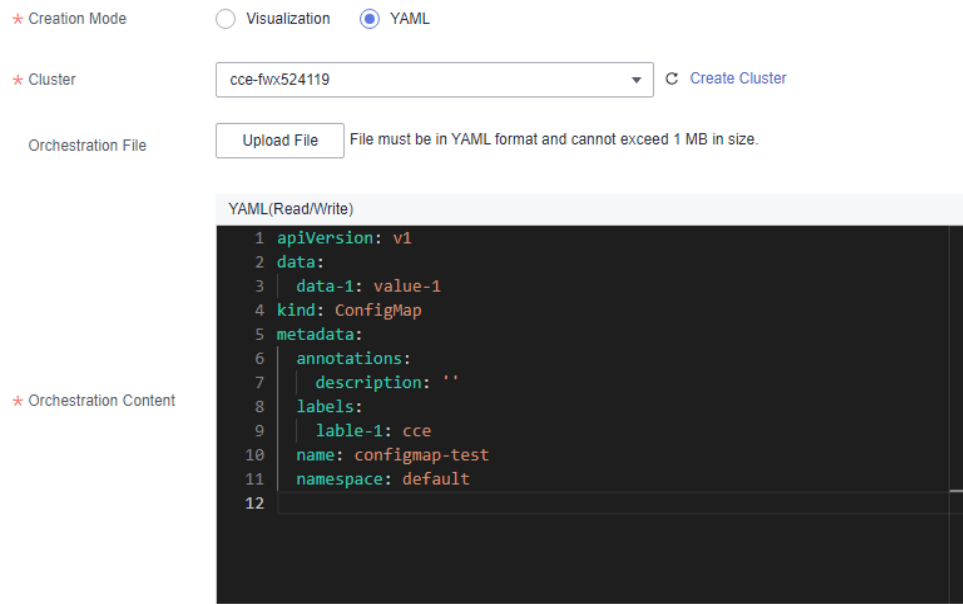 * Creation Mode Visualization YAML
* Cluster cce-fwx524119 Create Cluster
Orchestration File Upload File File must be in YAML format and cannot exceed 1 MB in size.
YAML(Read/Write)
1 apiVersion: v1
2 data:
3 data-1: value-1
4 kind: ConfigMap
5 metadata:
6 annotations:
7 description: ''
8 labels:
9 lable-1: cce
* Orchestration Content
10 name: configmap-test
11 namespace: default
12